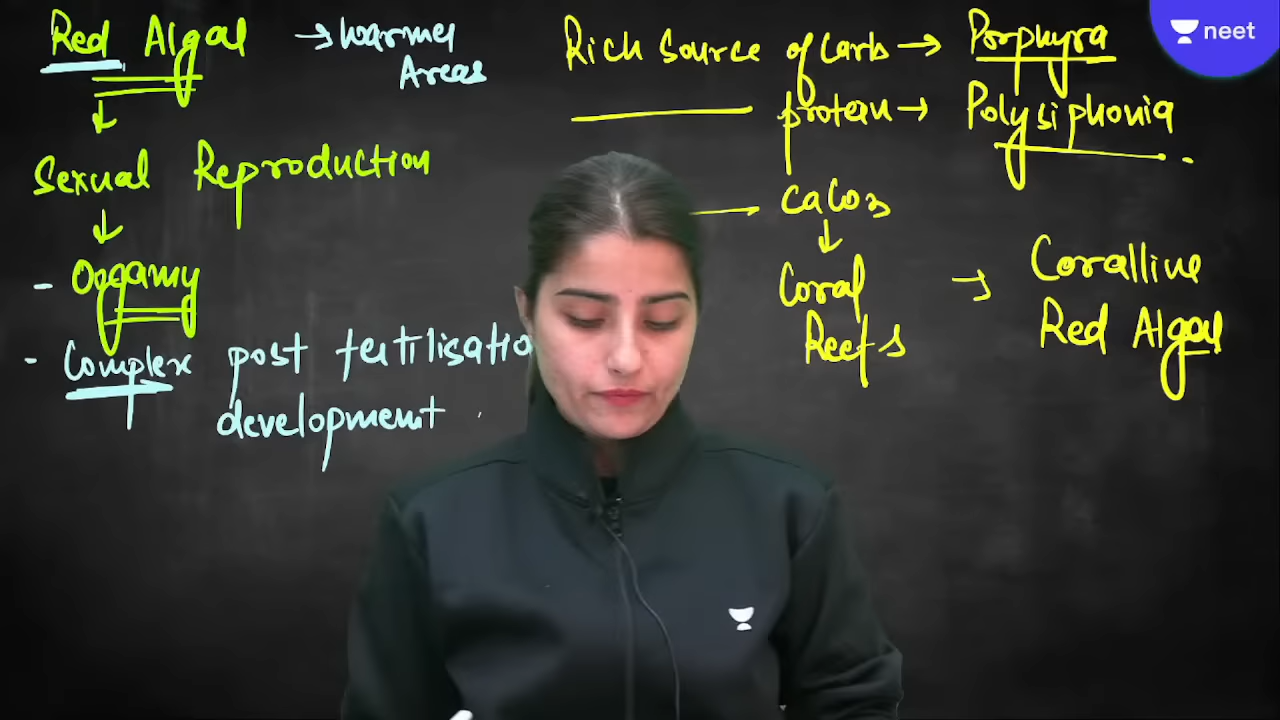 Red Algae → warmer
Areas
Sexual Reproduction
- Oogamy
- Complex post fertilisatio
development
Rich Source of Carb → Porphyra
protein → Polysiphonia
CaCO3
Coral
Reefs → Coralline
Red Algae
neet